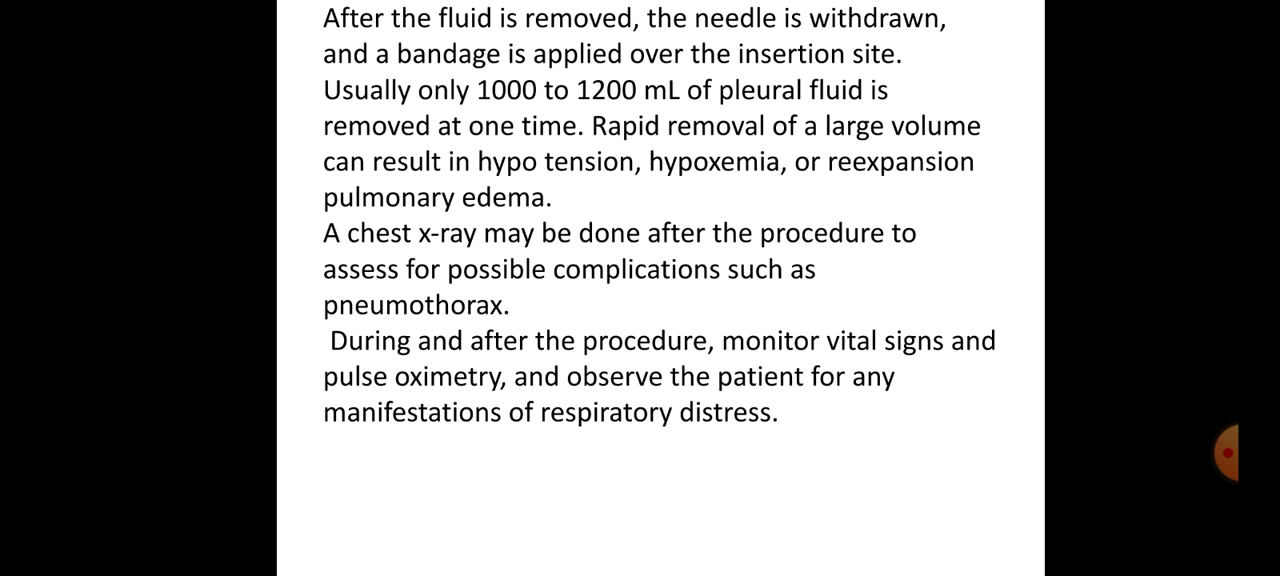 After the fluid is removed, the needle is withdrawn,
and a bandage is applied over the insertion site.
Usually only 1000 to 1200 mL of pleural fluid is
removed at one time. Rapid removal of a large volume
can result in hypo tension, hypoxemia, or reexpansion
pulmonary edema.
A chest x-ray may be done after the procedure to
assess for possible complications such as
pneumothorax.
During and after the procedure, monitor vital signs and
pulse oximetry, and observe the patient for any
manifestations of respiratory distress.